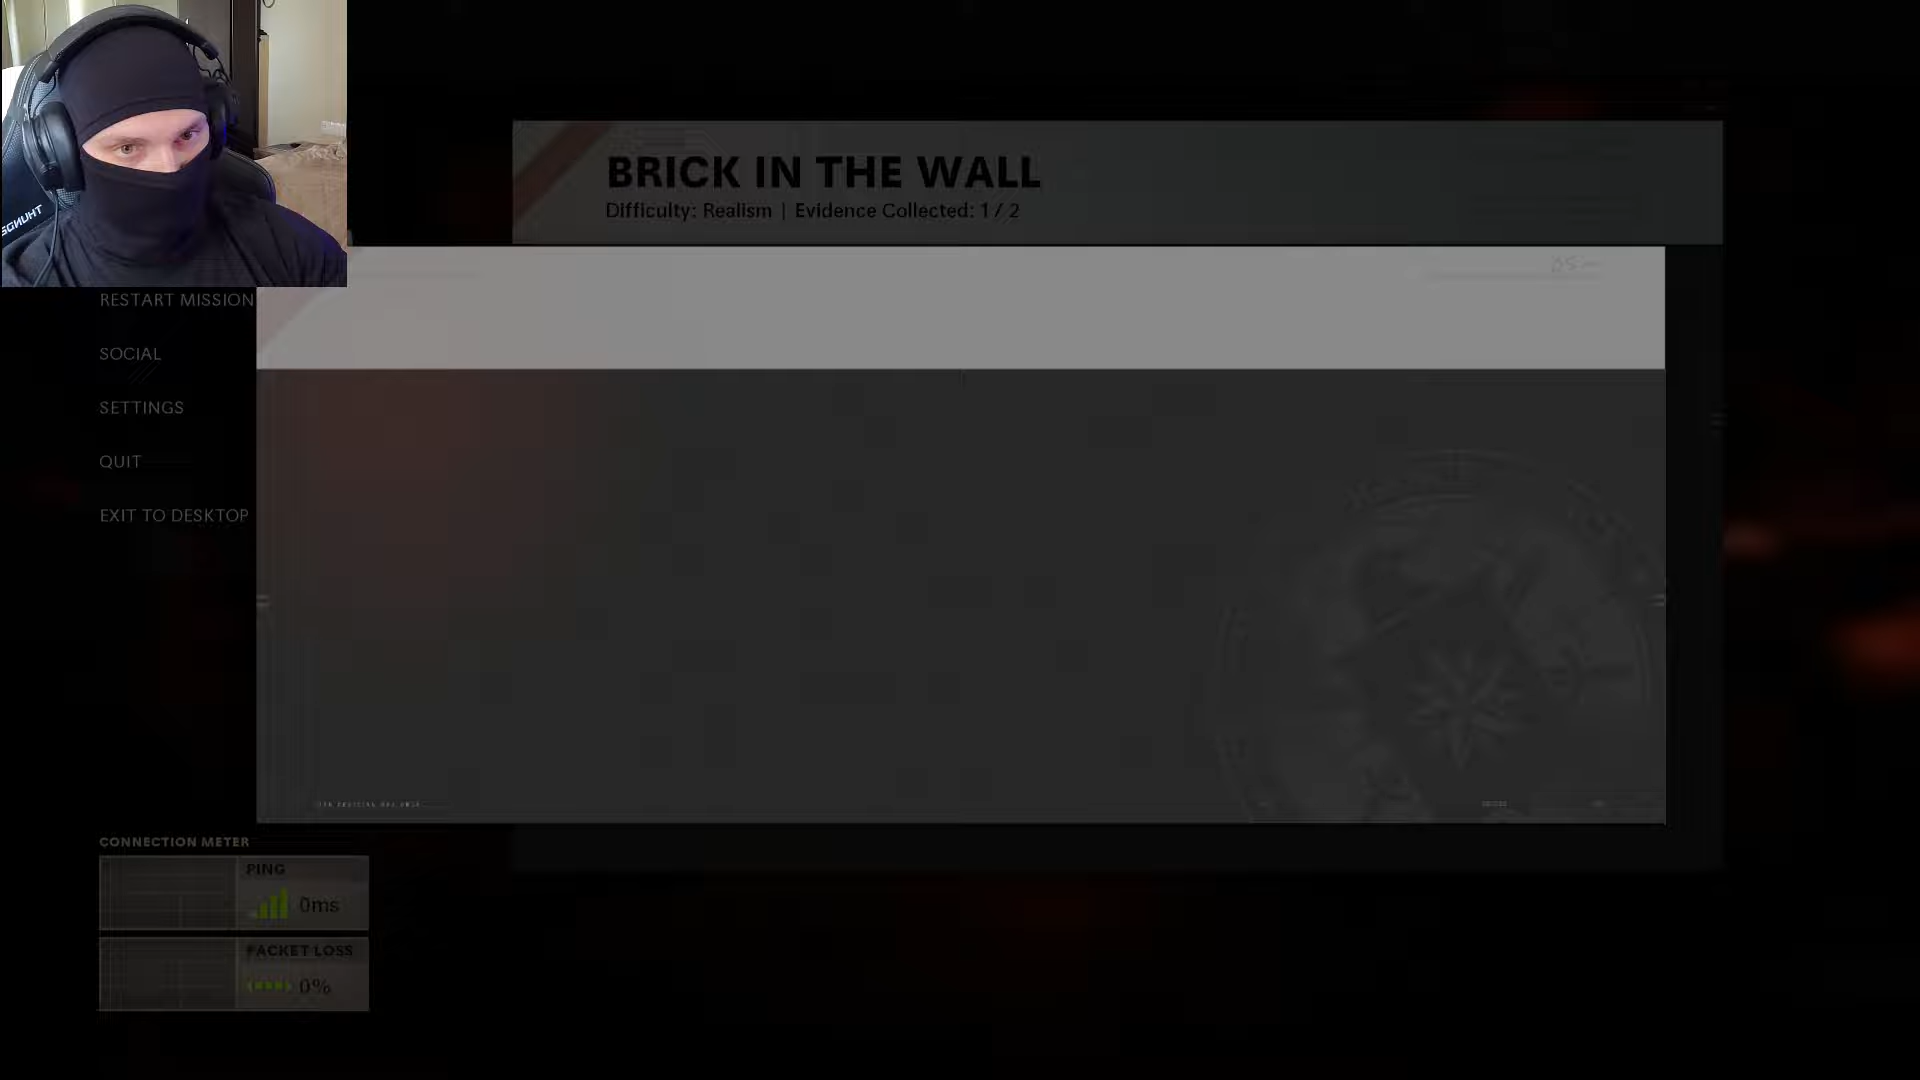 BRICK IN THE WALL
Difficulty: Realism | Evidence Collected: 1 / 2
RESTART MISSION
SOCIAL
SETTINGS
QUIT
EXIT TO DESKTOP
CONNECTION METER
PING
0ms
PACKET LOSS
0%